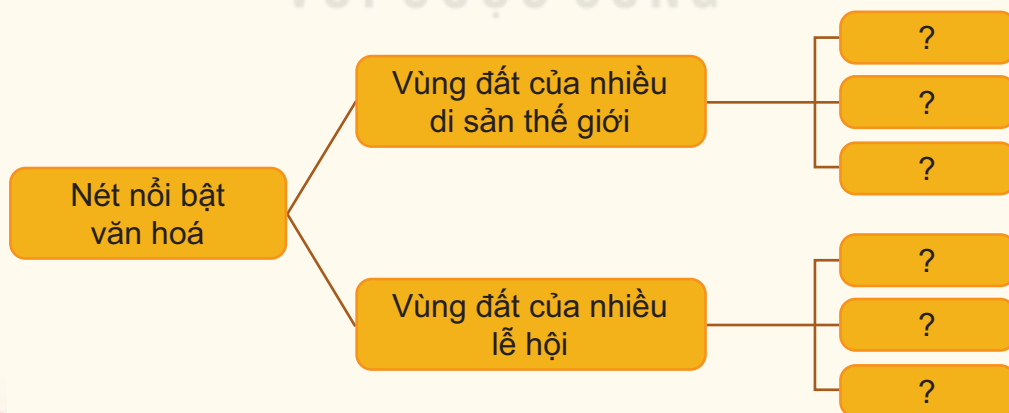 Nét nổi bật
văn hoá
Vùng đất của nhiều
di sản thế giới
?
?
?
Vùng đất của nhiều
lễ hội
?
?
?